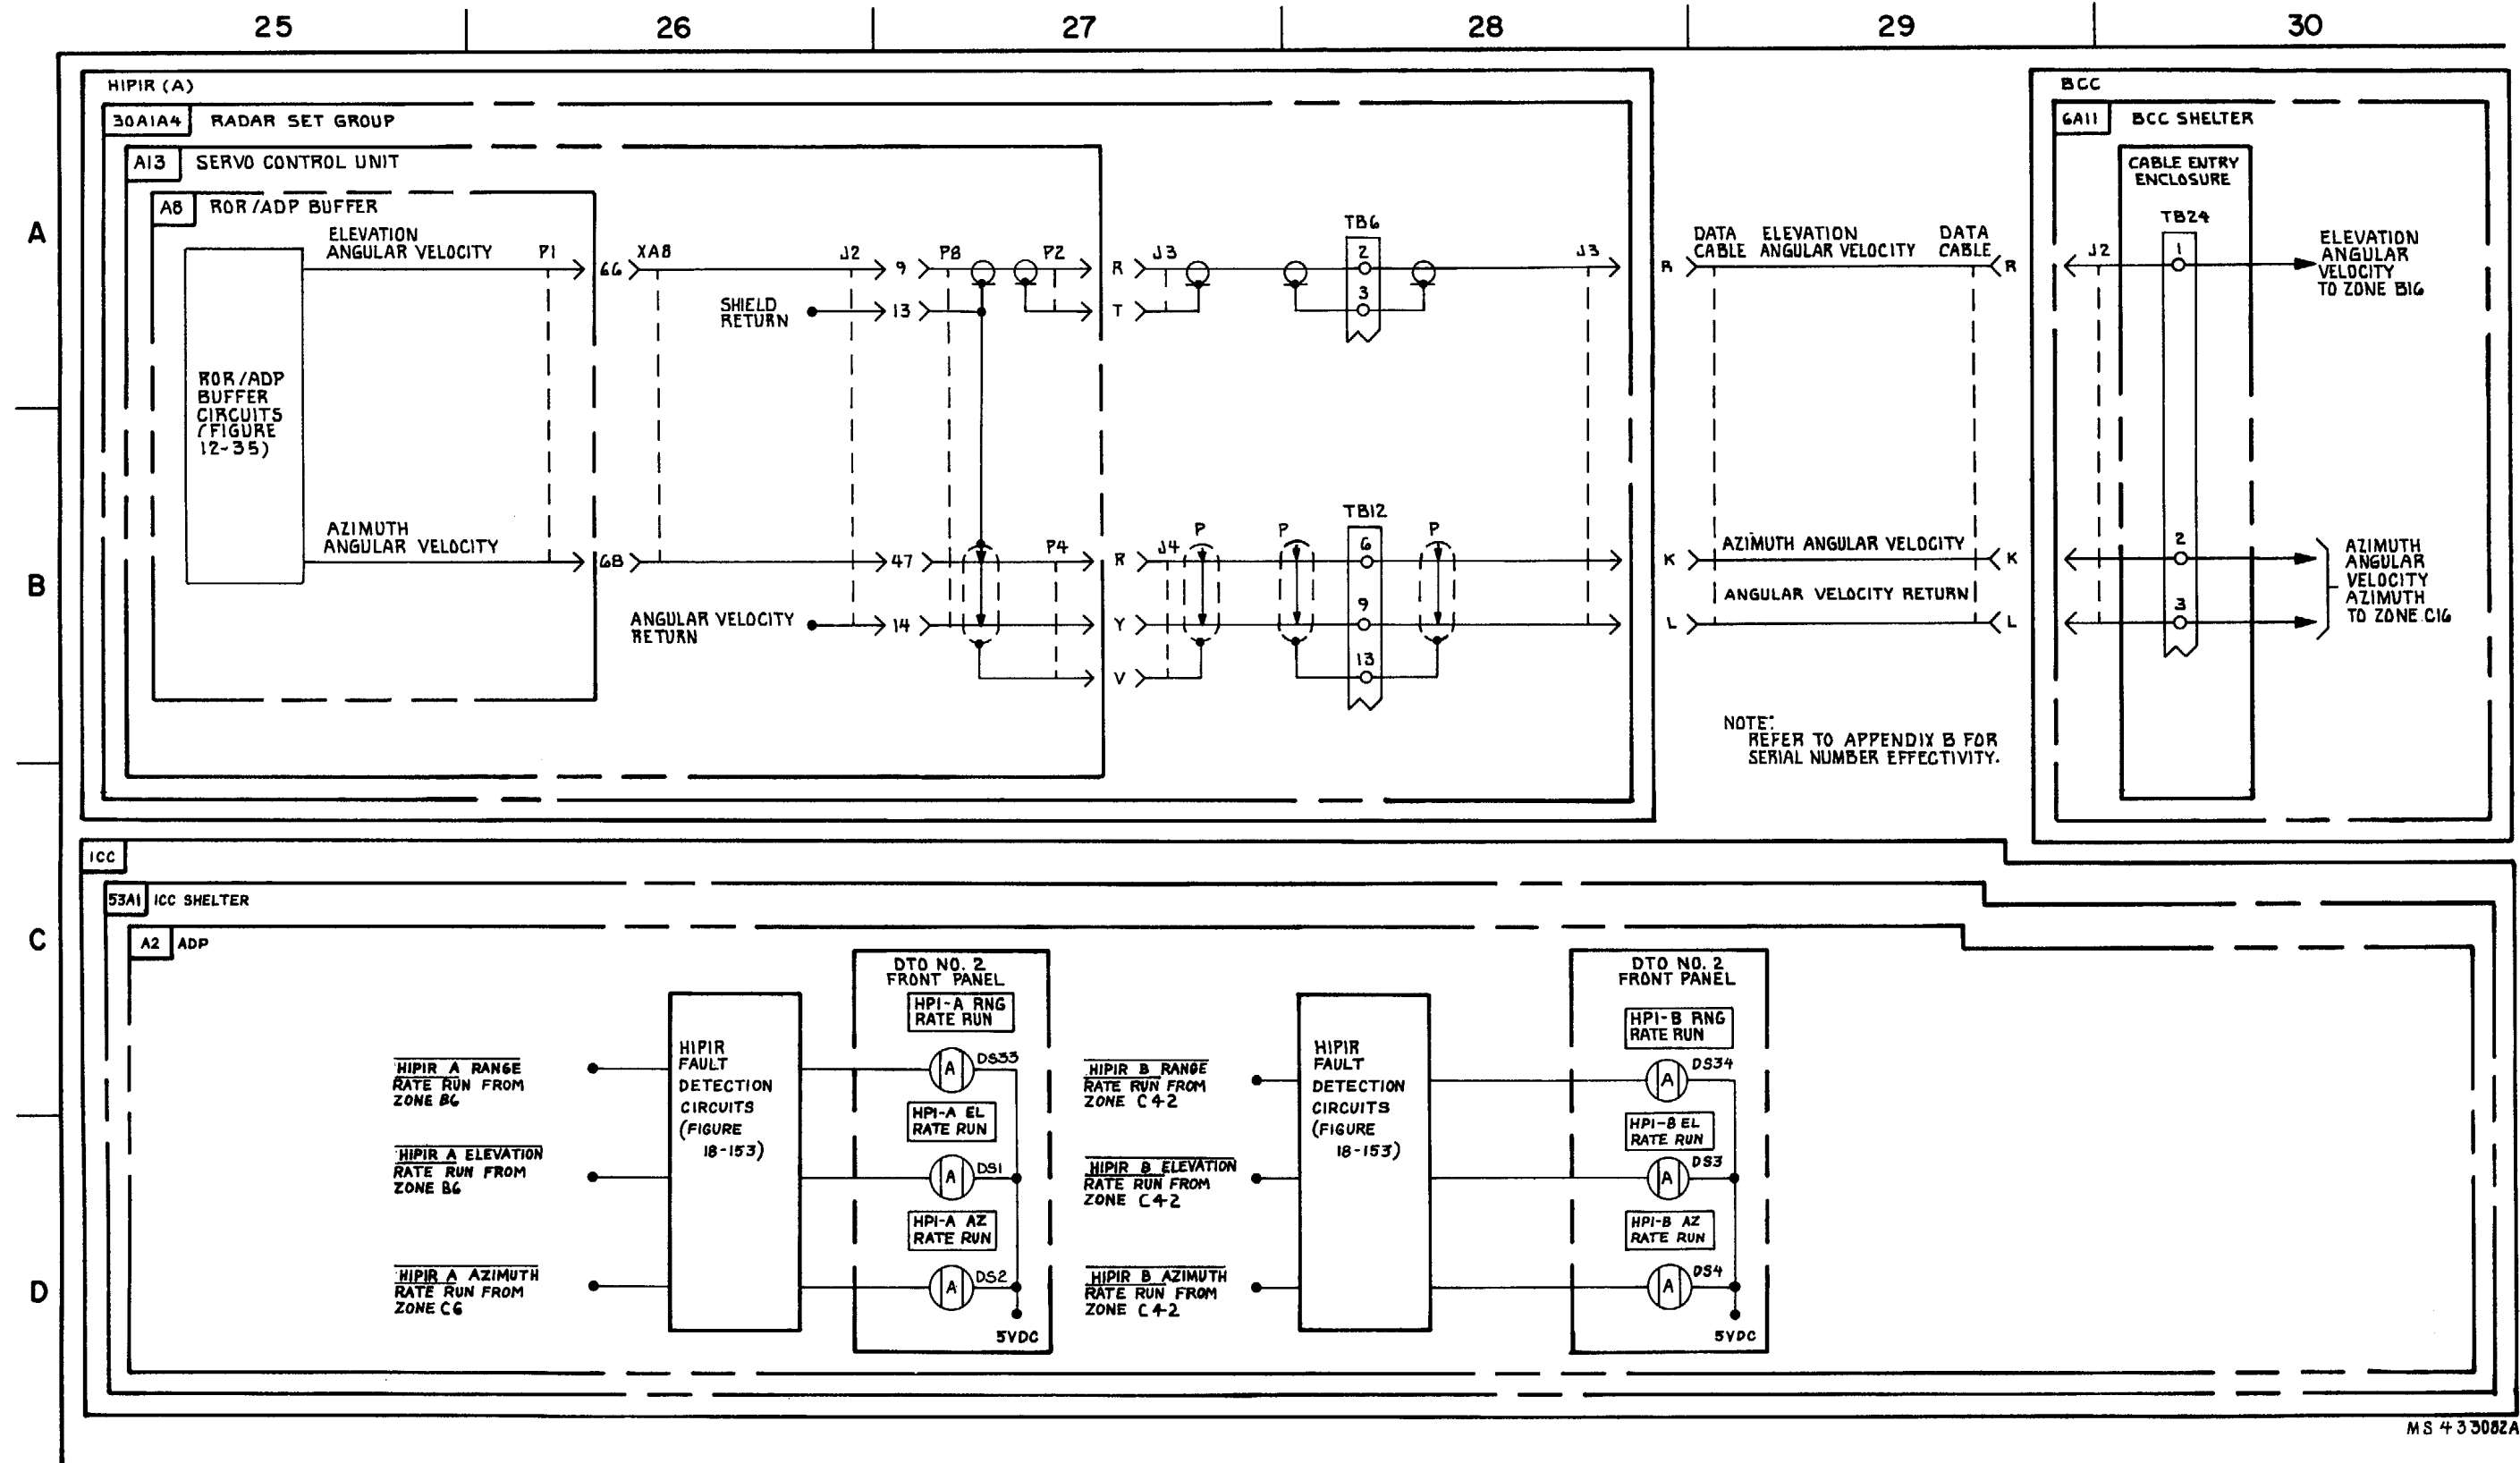 25 26 27 28 29 30
A
B
C
D
HIPIR (A)
30A1A4 RADAR SET GROUP
A13 SERVO CONTROL UNIT
A8 ROR/ADP BUFFER
ELEVATION
ANGULAR VELOCITY
P1
66
XA8
J2
9
P8
P2
R
J3
TB6
2
3
J3
SHIELD
RETURN
13
T
ROR/ADP
BUFFER
CIRCUITS
(FIGURE
12-35)
AZIMUTH
ANGULAR VELOCITY
68
47
P4
R
J4
P
P
TB12
P
6
ANGULAR VELOCITY
RETURN
14
Y
9
V
13
DATA
CABLE
ELEVATION
ANGULAR VELOCITY
DATA
CABLE
R
R
K
AZIMUTH ANGULAR VELOCITY
K
ANGULAR VELOCITY RETURN
L
L
NOTE:
REFER TO APPENDIX B FOR
SERIAL NUMBER EFFECTIVITY.
BCC
6A11 BCC SHELTER
CABLE ENTRY
ENCLOSURE
TB24
J2
1
2
3
ELEVATION
ANGULAR
VELOCITY
TO ZONE B16
AZIMUTH
ANGULAR
VELOCITY
AZIMUTH
TO ZONE C16
ICC
53A1 ICC SHELTER
A2 ADP
HIPIR A RANGE
RATE RUN FROM
ZONE B6
HIPIR A ELEVATION
RATE RUN FROM
ZONE B6
HIPIR A AZIMUTH
RATE RUN FROM
ZONE C6
HIPIR
FAULT
DETECTION
CIRCUITS
(FIGURE
18-153)
DTO NO. 2
FRONT PANEL
HPI-A RNG
RATE RUN
A
DS33
HPI-A EL
RATE RUN
A
DS1
HPI-A AZ
RATE RUN
A
DS2
5VDC
HIPIR B RANGE
RATE RUN FROM
ZONE C42
HIPIR B ELEVATION
RATE RUN FROM
ZONE C42
HIPIR B AZIMUTH
RATE RUN FROM
ZONE C42
HIPIR
FAULT
DETECTION
CIRCUITS
(FIGURE
18-153)
DTO NO. 2
FRONT PANEL
HPI-B RNG
RATE RUN
A
DS34
HPI-B EL
RATE RUN
A
DS3
HPI-B AZ
RATE RUN
A
DS4
5VDC
MS 433082A